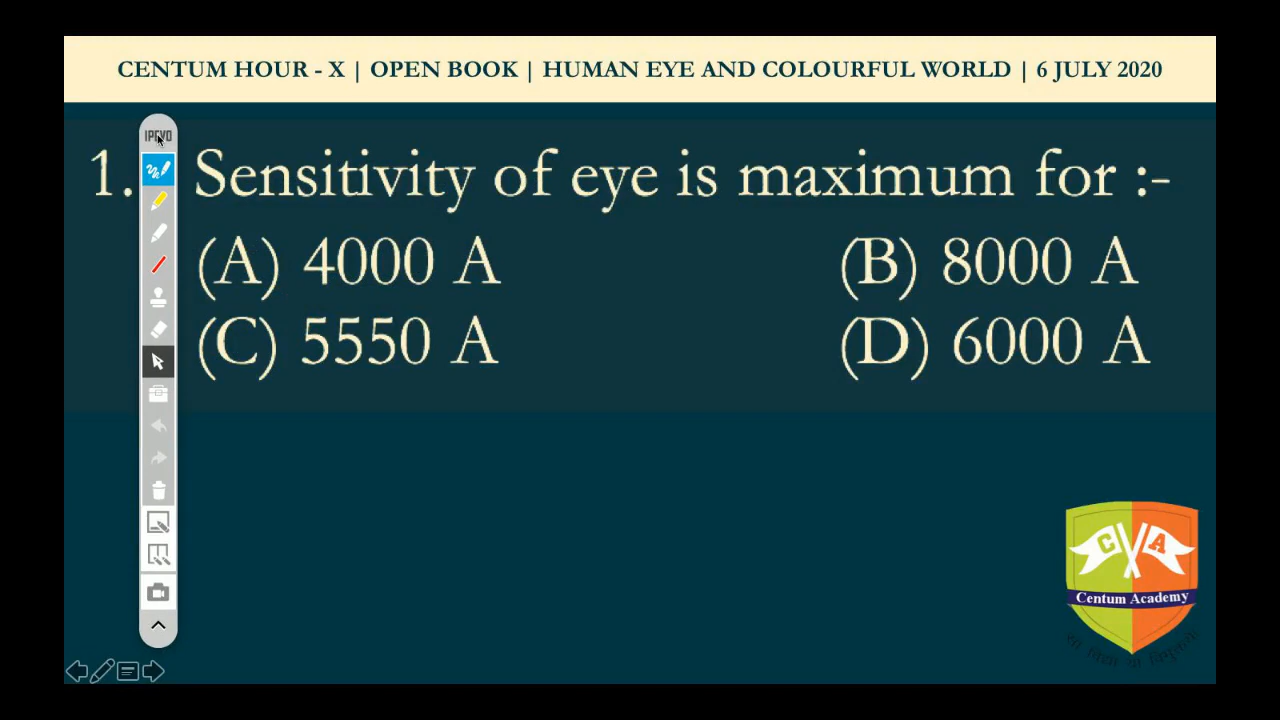 CENTUM HOUR - X | OPEN BOOK | HUMAN EYE AND COLOURFUL WORLD | 6 JULY 2020
IPEVO
1. Sensitivity of eye is maximum for :-
(A) 4000 A (B) 8000 A
(C) 5550 A (D) 6000 A
C A
Centum Academy